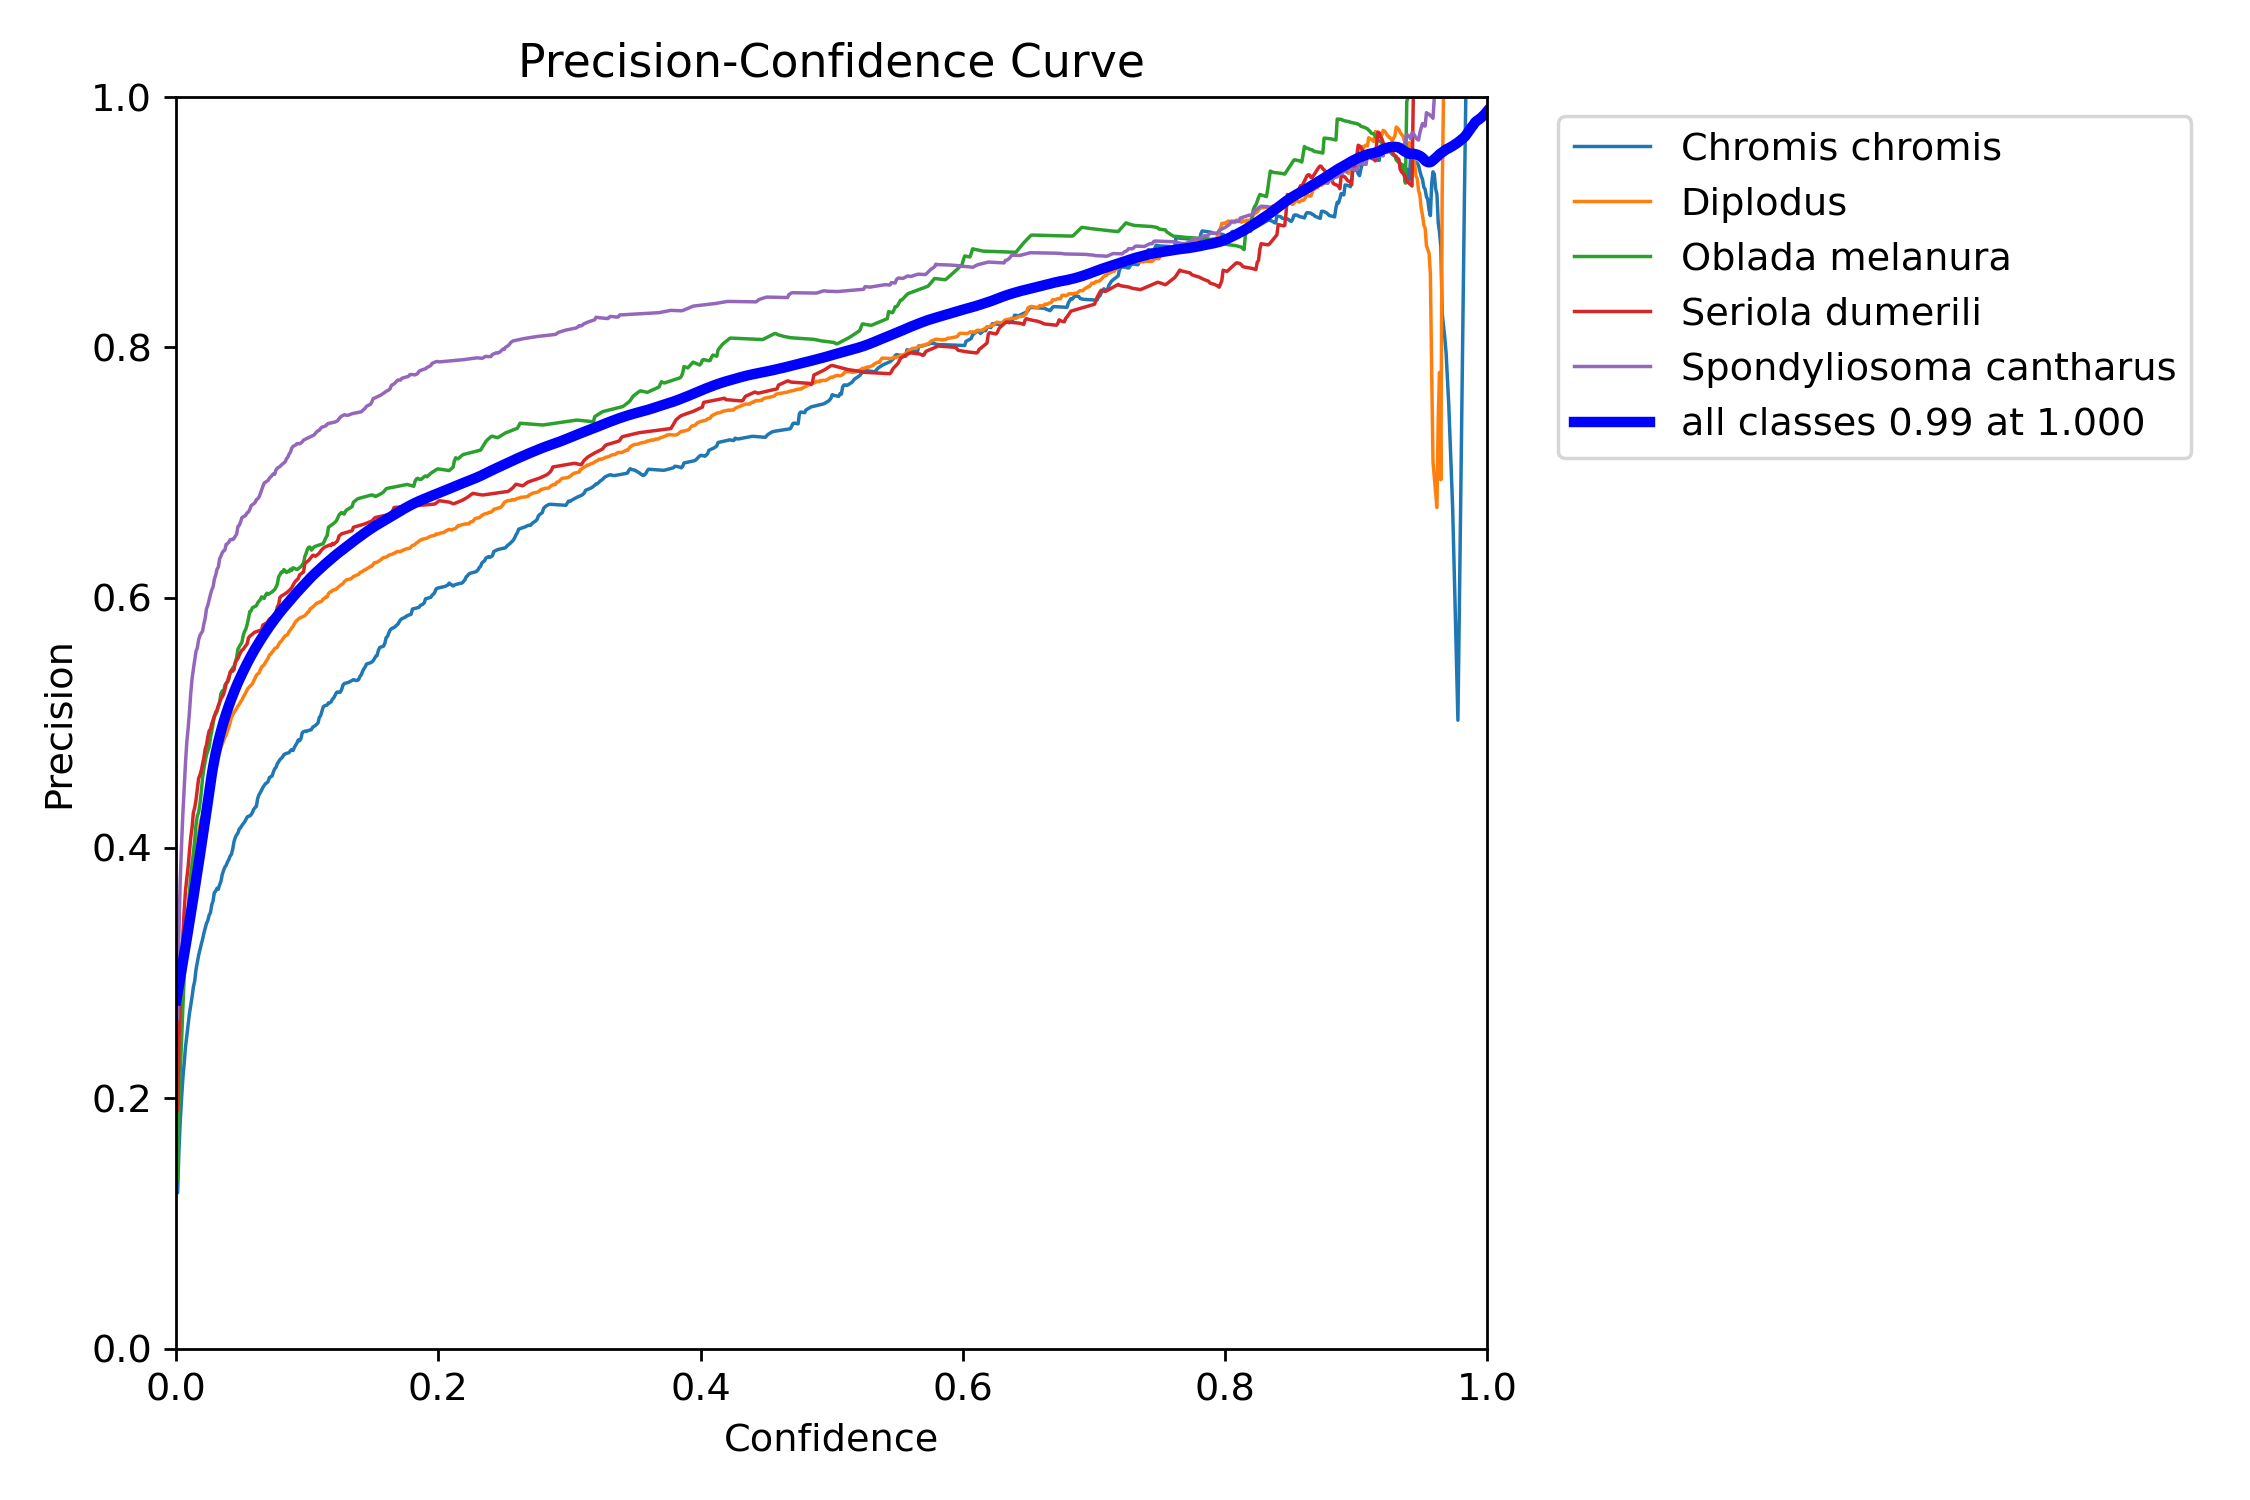 Precision-Confidence Curve
1.0
0.8
0.6
0.4
0.2
0.0
Precision
0.0 0.2 0.4 0.6 0.8 1.0
Confidence
Chromis chromis
Diplodus
Oblada melanura
Seriola dumerili
Spondyliosoma cantharus
all classes 0.99 at 1.000